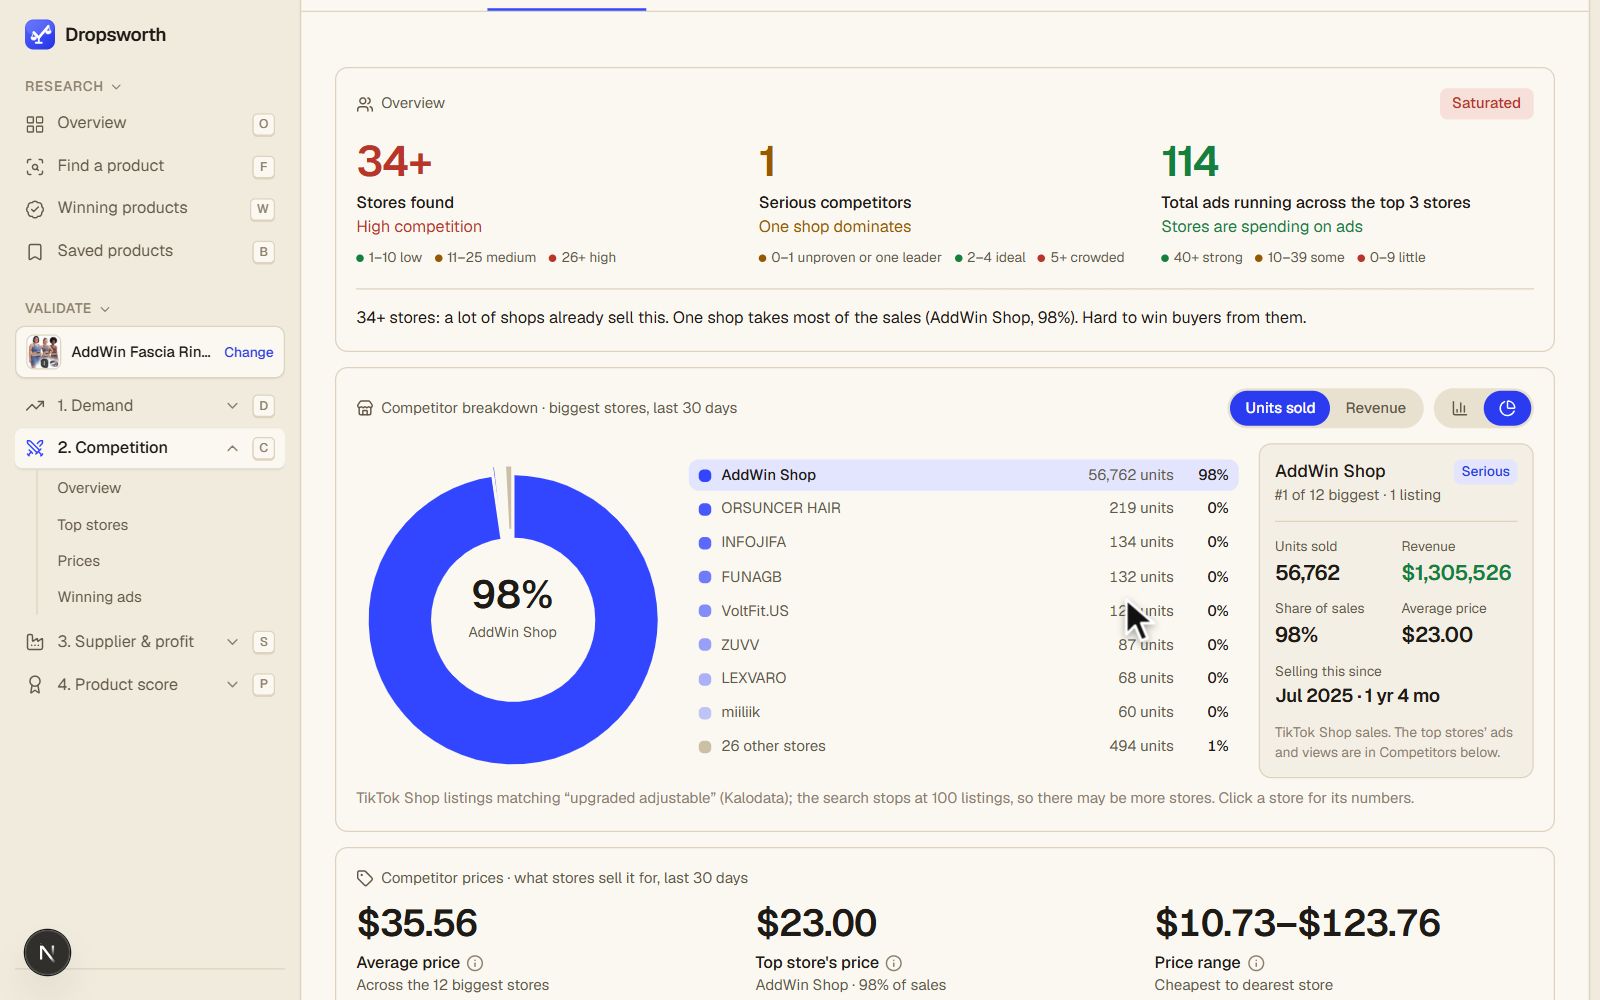 Dropsworth
RESEARCH
Overview O
Find a product F
Winning products W
Saved products B
VALIDATE
AddWin Fascia Rin... Change
1. Demand D
2. Competition C
Overview
Top stores
Prices
Winning ads
3. Supplier & profit S
4. Product score P
N
Overview
Saturated
34+
Stores found
High competition
1–10 low 11–25 medium 26+ high
1
Serious competitors
One shop dominates
0–1 unproven or one leader 2–4 ideal 5+ crowded
114
Total ads running across the top 3 stores
Stores are spending on ads
40+ strong 10–39 some 0–9 little
34+ stores: a lot of shops already sell this. One shop takes most of the sales (AddWin Shop, 98%). Hard to win buyers from them.
Competitor breakdown · biggest stores, last 30 days
Units sold Revenue
98%
AddWin Shop
AddWin Shop 56,762 units 98%
ORSUNCER HAIR 219 units 0%
INFOJIFA 134 units 0%
FUNAGB 132 units 0%
VoltFit.US units 0%
ZUVV 87 units 0%
LEXVARO 68 units 0%
miiliik 60 units 0%
26 other stores 494 units 1%
AddWin Shop Serious
#1 of 12 biggest · 1 listing
Units sold Revenue
56,762 $1,305,526
Share of sales Average price
98% $23.00
Selling this since
Jul 2025 · 1 yr 4 mo
TikTok Shop sales. The top stores' ads
and views are in Competitors below.
TikTok Shop listings matching “upgraded adjustable” (Kalodata); the search stops at 100 listings, so there may be more stores. Click a store for its numbers.
Competitor prices · what stores sell it for, last 30 days
$35.56
Average price
Across the 12 biggest stores
$23.00
Top store's price
AddWin Shop · 98% of sales
$10.73–$123.76
Price range
Cheapest to dearest store